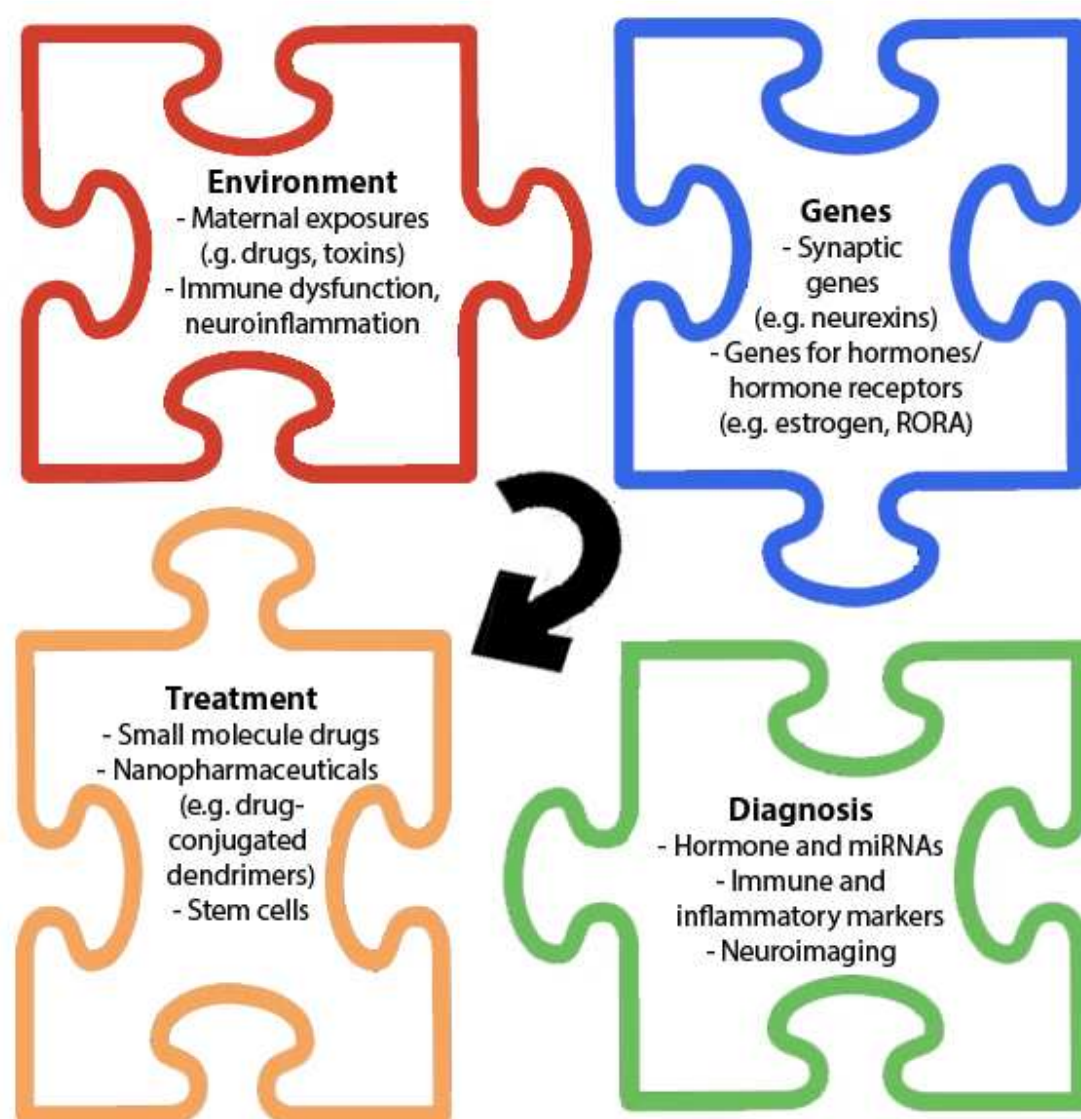 Environment
- Maternal exposures
(.g. drugs, toxins)
- Immune dysfunction,
neuroinflammation
Genes
- Synaptic
genes
(e.g. neurexins)
- Genes for hormones/
hormone receptors
(e.g. estrogen, RORA)
Treatment
- Small molecule drugs
- Nanopharmaceuticals
(e.g. drug-
conjugated
dendrimers)
- Stem cells
Diagnosis
- Hormone and miRNAs
- Immune and
inflammatory markers
- Neuroimaging